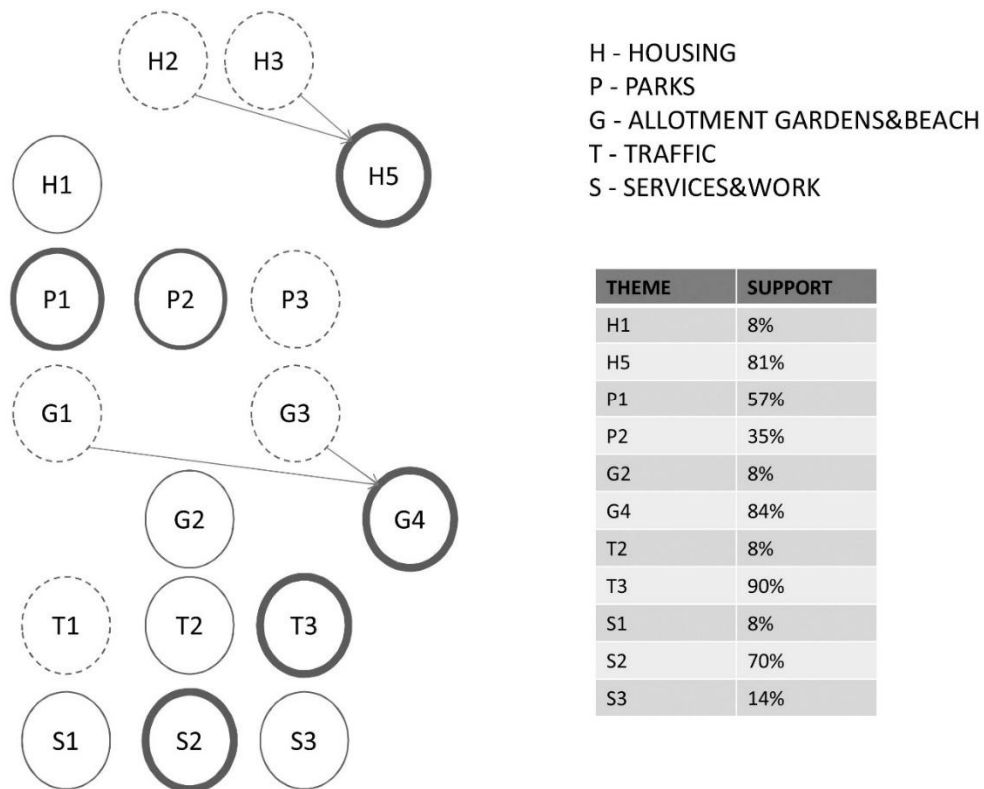 H2 H3
H5
H1
P1 P2 P3
G1 G3
G2 G4
T1 T2 T3
S1 S2 S3
H - HOUSING
P - PARKS
G - ALLOTMENT GARDENS&BEACH
T - TRAFFIC
S - SERVICES&WORK
THEME SUPPORT
H1 8%
H5 81%
P1 57%
P2 35%
G2 8%
G4 84%
T2 8%
T3 90%
S1 8%
S2 70%
S3 14%